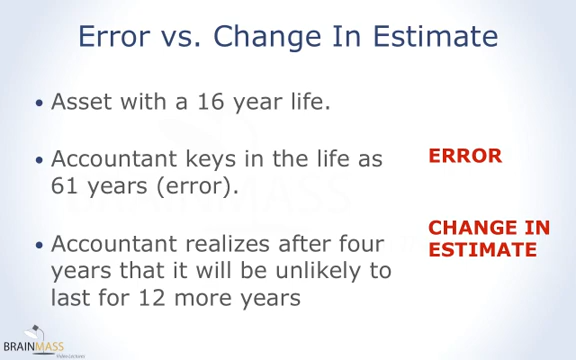 Error vs. Change In Estimate
• Asset with a 16 year life.
• Accountant keys in the life as
61 years (error).
ERROR
• Accountant realizes after four
years that it will be unlikely to
last for 12 more years
CHANGE IN
ESTIMATE
BRAINMASS